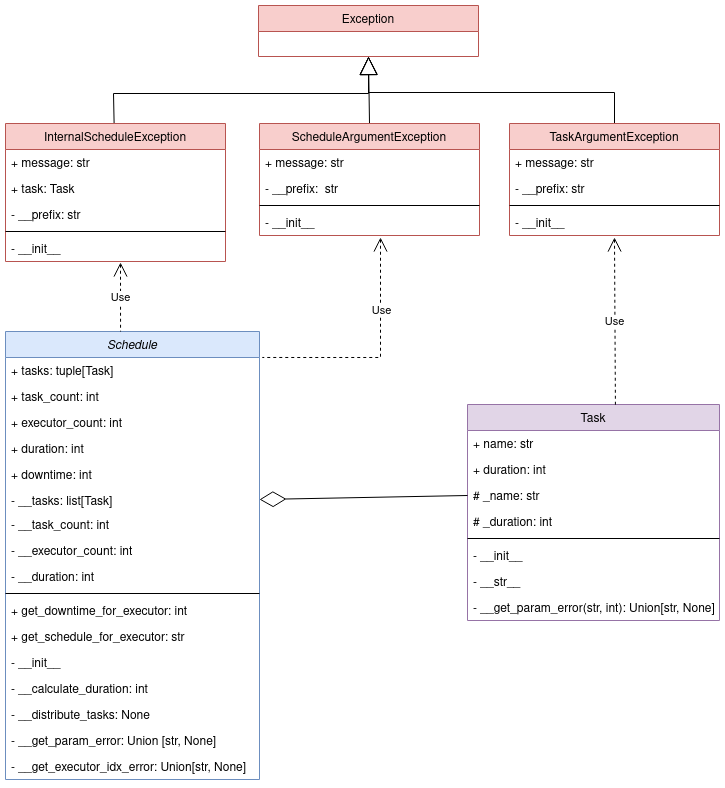 Exception
InternalScheduleException
+ message: str
+ task: Task
- __prefix: str
- __init__
ScheduleArgumentException
+ message: str
- __prefix:  str
- __init__
TaskArgumentException
+ message: str
- __prefix: str
- __init__
Use
Use
Use
Schedule
+ tasks: tuple[Task]
+ task_count: int
+ executor_count: int
+ duration: int
+ downtime: int
- __tasks: list[Task]
- __task_count: int
- __executor_count: int
- __duration: int
+ get_downtime_for_executor: int
+ get_schedule_for_executor: str
- __init__
- __calculate_duration: int
- __distribute_tasks: None
- __get_param_error: Union [str, None]
- __get_executor_idx_error: Union[str, None]
Task
+ name: str
+ duration: int
# _name: str
# _duration: int
- __init__
- __str__
- __get_param_error(str, int): Union[str, None]